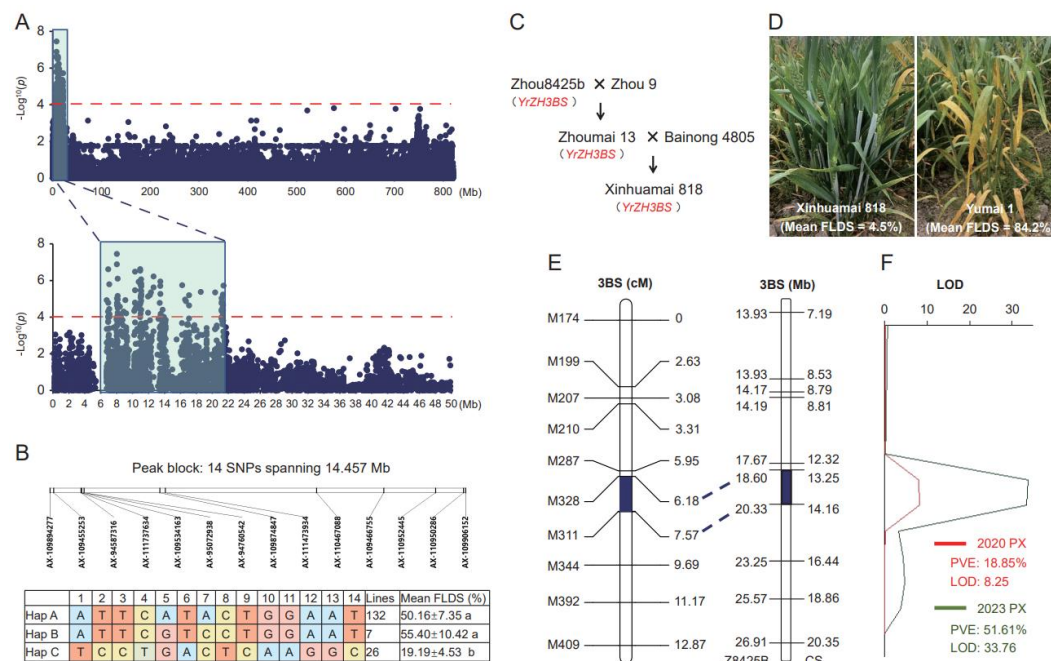 A
8
6
4
2
0
-Log10(p)
0 100 200 300 400 500 600 700 800 (Mb)
8
6
4
2
0
-Log10(p)
0 2 4 6 8 10 12 14 16 18 20 22 24 26 28 30 32 34 36 38 40 42 44 46 48 50 (Mb)
B
Peak block: 14 SNPs spanning 14.457 Mb
AX-109894277
AX-109455253
AX-94587316
AX-111737634
AX-109534163
AX-95072938
AX-94760542
AX-109874847
AX-111473934
AX-110467088
AX-109466755
AX-110952445
AX-110950286
AX-109906152
1 2 3 4 5 6 7 8 9 10 11 12 13 14 Lines Mean FLDS (%)
Hap A A T T C A T A C T G G A A T 132 50.16±7.35 a
Hap B A T T C G T C C T G G A A T 7 55.40±10.42 a
Hap C T C C T G A C T C A A G G C 26 19.19±4.53 b
C
Zhou8425b × Zhou 9
(YrZH3BS)
Zhoumai 13 × Bainong 4805
(YrZH3BS)
Xinhuamai 818
(YrZH3BS)
D
Xinhuamai 818
(Mean FLDS = 4.5%)
Yumai 1
(Mean FLDS = 84.2%)
E
3BS (cM)
M174 0
M199 2.63
M207 3.08
M210 3.31
M287 5.95
M328 6.18
M311 7.57
M344 9.69
M392 11.17
M409 12.87
3BS (Mb)
13.93 7.19
13.93 8.53
14.17 8.79
14.19 8.81
17.67 12.32
18.60 13.25
20.33 14.16
23.25 16.44
25.57 18.86
26.91 20.35
Z8425B CS
F
LOD
0 10 20 30
2020 PX
PVE: 18.85%
LOD: 8.25
2023 PX
PVE: 51.61%
LOD: 33.76